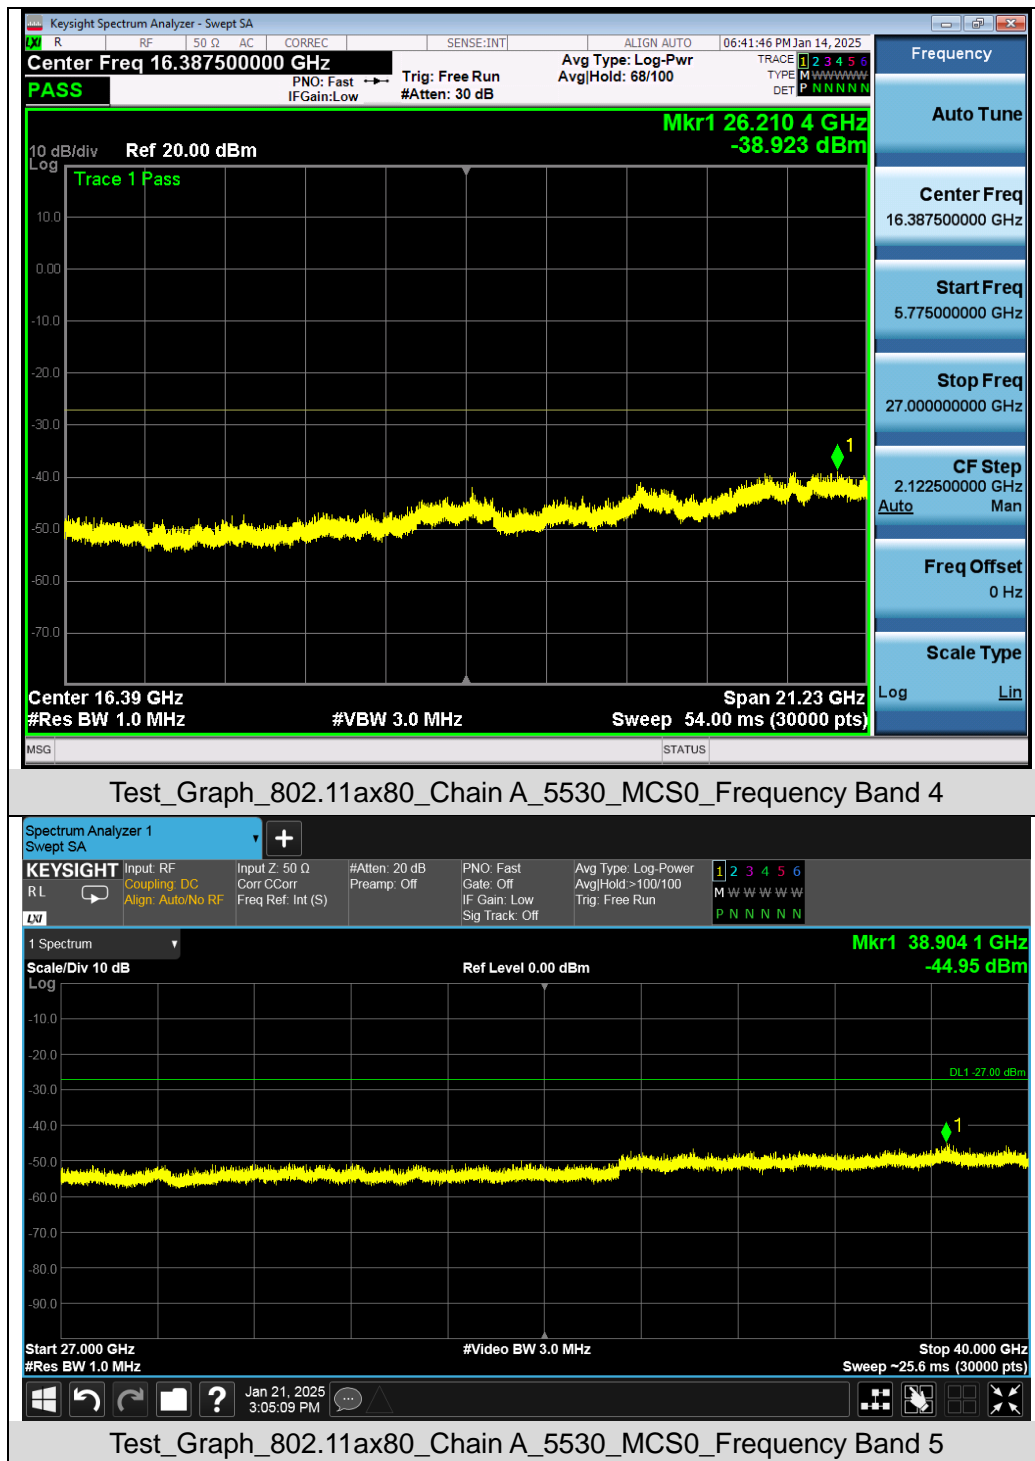 Keysight Spectrum Analyzer - Swept SA
LXI R RF 50 Ω AC CORREC SENSE:INT ALIGN AUTO 06:41:46 PM Jan 14, 2025
Center Freq 16.387500000 GHz
PASS
PNO: Fast
IFGain:Low
Trig: Free Run
#Atten: 30 dB
Avg Type: Log-Pwr
Avg|Hold: 68/100
TRACE 1 2 3 4 5 6
TYPE M W W W W W
DET P N N N N N
Mkr1 26.210 4 GHz
-38.923 dBm
10 dB/div Ref 20.00 dBm
Log
Trace 1 Pass
10.0
0.00
-10.0
-20.0
-30.0
-40.0
-50.0
-60.0
-70.0
1
Center 16.39 GHz Span 21.23 GHz
#Res BW 1.0 MHz #VBW 3.0 MHz Sweep 54.00 ms (30000 pts)
MSG STATUS
Frequency
Auto Tune
Center Freq
16.387500000 GHz
Start Freq
5.775000000 GHz
Stop Freq
27.000000000 GHz
CF Step
2.122500000 GHz
Auto Man
Freq Offset
0 Hz
Scale Type
Log Lin
Test_Graph_802.11ax80_Chain A_5530_MCS0_Frequency Band 4
Spectrum Analyzer 1
Swept SA
+
KEYSIGHT
RL
LXI
Input: RF
Coupling: DC
Align: Auto/No RF
Input Z: 50 Ω
Corr CCorr
Freq Ref: Int (S)
#Atten: 20 dB
Preamp: Off
PNO: Fast
Gate: Off
IF Gain: Low
Sig Track: Off
Avg Type: Log-Power
Avg|Hold:>100/100
Trig: Free Run
1 2 3 4 5 6
M W W W W W
P N N N N N
1 Spectrum
Mkr1 38.904 1 GHz
Scale/Div 10 dB Ref Level 0.00 dBm -44.95 dBm
Log
-10.0
-20.0
DL1 -27.00 dBm
-30.0
-40.0
1
-50.0
-60.0
-70.0
-80.0
-90.0
Start 27.000 GHz #Video BW 3.0 MHz Stop 40.000 GHz
#Res BW 1.0 MHz Sweep ~25.6 ms (30000 pts)
? Jan 21, 2025
3:05:09 PM
Test_Graph_802.11ax80_Chain A_5530_MCS0_Frequency Band 5